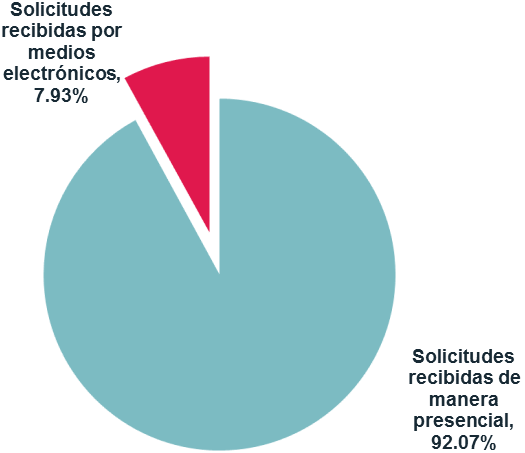 Solicitudes
recibidas por
medios
electrónicos,
7.93%
Solicitudes
recibidas de
manera
presencial,
92.07%